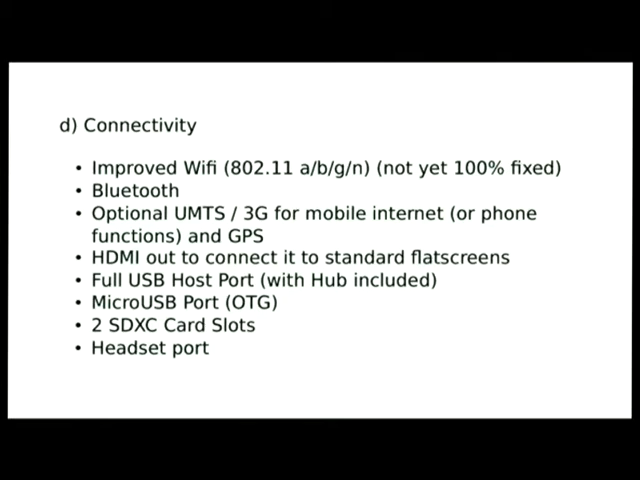 d) Connectivity
• Improved Wifi (802.11 a/b/g/n) (not yet 100% fixed)
• Bluetooth
• Optional UMTS / 3G for mobile internet (or phone
functions) and GPS
• HDMI out to connect it to standard flatscreens
• Full USB Host Port (with Hub included)
• MicroUSB Port (OTG)
• 2 SDXC Card Slots
• Headset port